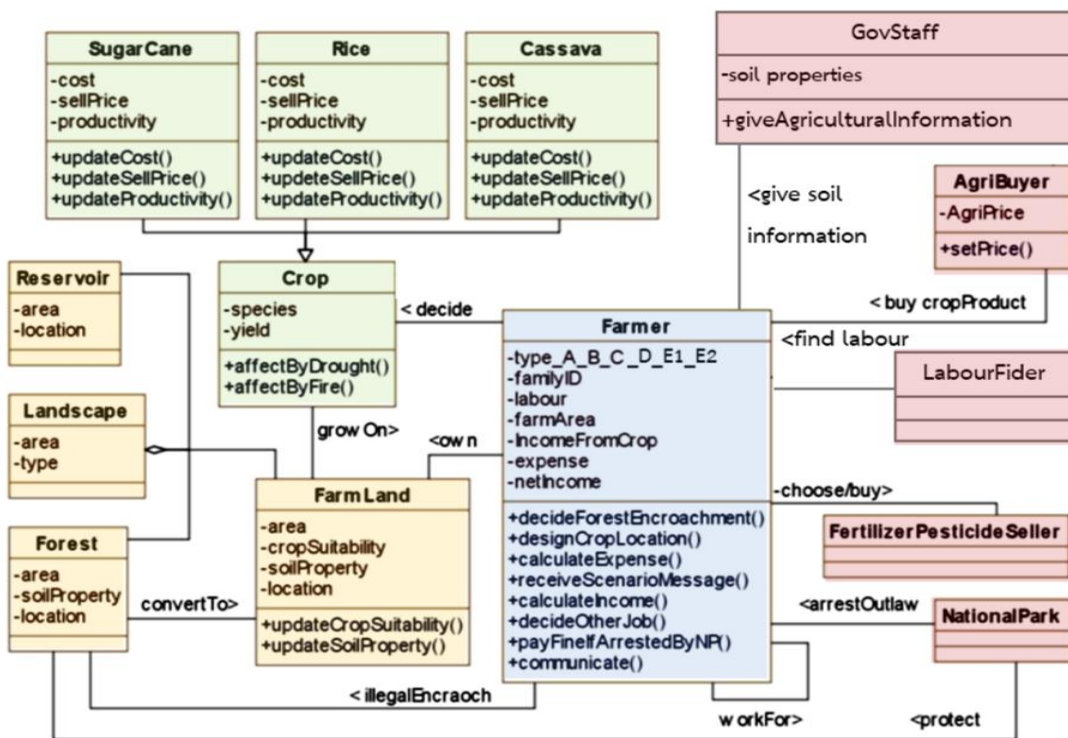 SugarCane
-cost
-sellPrice
-productivity
+updateCost()
+updateSellPrice()
+updateProductivity()
Rice
-cost
-sellPrice
-productivity
+updateCost()
+updeteSellPrice()
+updateProductivity()
Cassava
-cost
-sellPrice
-productivity
+updateCost()
+updateSellPrice()
+updateProductivity()
GovStaff
-soil properties
+giveAgriculturalInformation
<give soil
information
AgriBuyer
-AgriPrice
+setPrice()
< buy cropProduct
Reservoir
-area
-location
Crop
-species
-yield
+affectByDrought()
+affectByFire()
< decide
Farmer
-type_A_B_C_D_E1_E2
-familyID
-labour
-farmArea
-IncomeFromCrop
-expense
-netIncome
+decideForestEncroachment()
+designCropLocation()
+calculateExpense()
+receiveScenarioMessage()
+calculateIncome()
+decideOtherJob()
+payFineIfArrestedByNP()
+communicate()
<find labour
LabourFider
Landscape
-area
-type
grow On>
<own
FarmLand
-area
-cropSuitability
-soilProperty
-location
+updateCropSuitability()
+updateSoilProperty()
-choose/buy>
FertilizerPesticideSeller
Forest
-area
-soilProperty
-location
convertTo>
<arrestOutlaw
NationalPark
< illegalEncraoch
workFor>
<protect